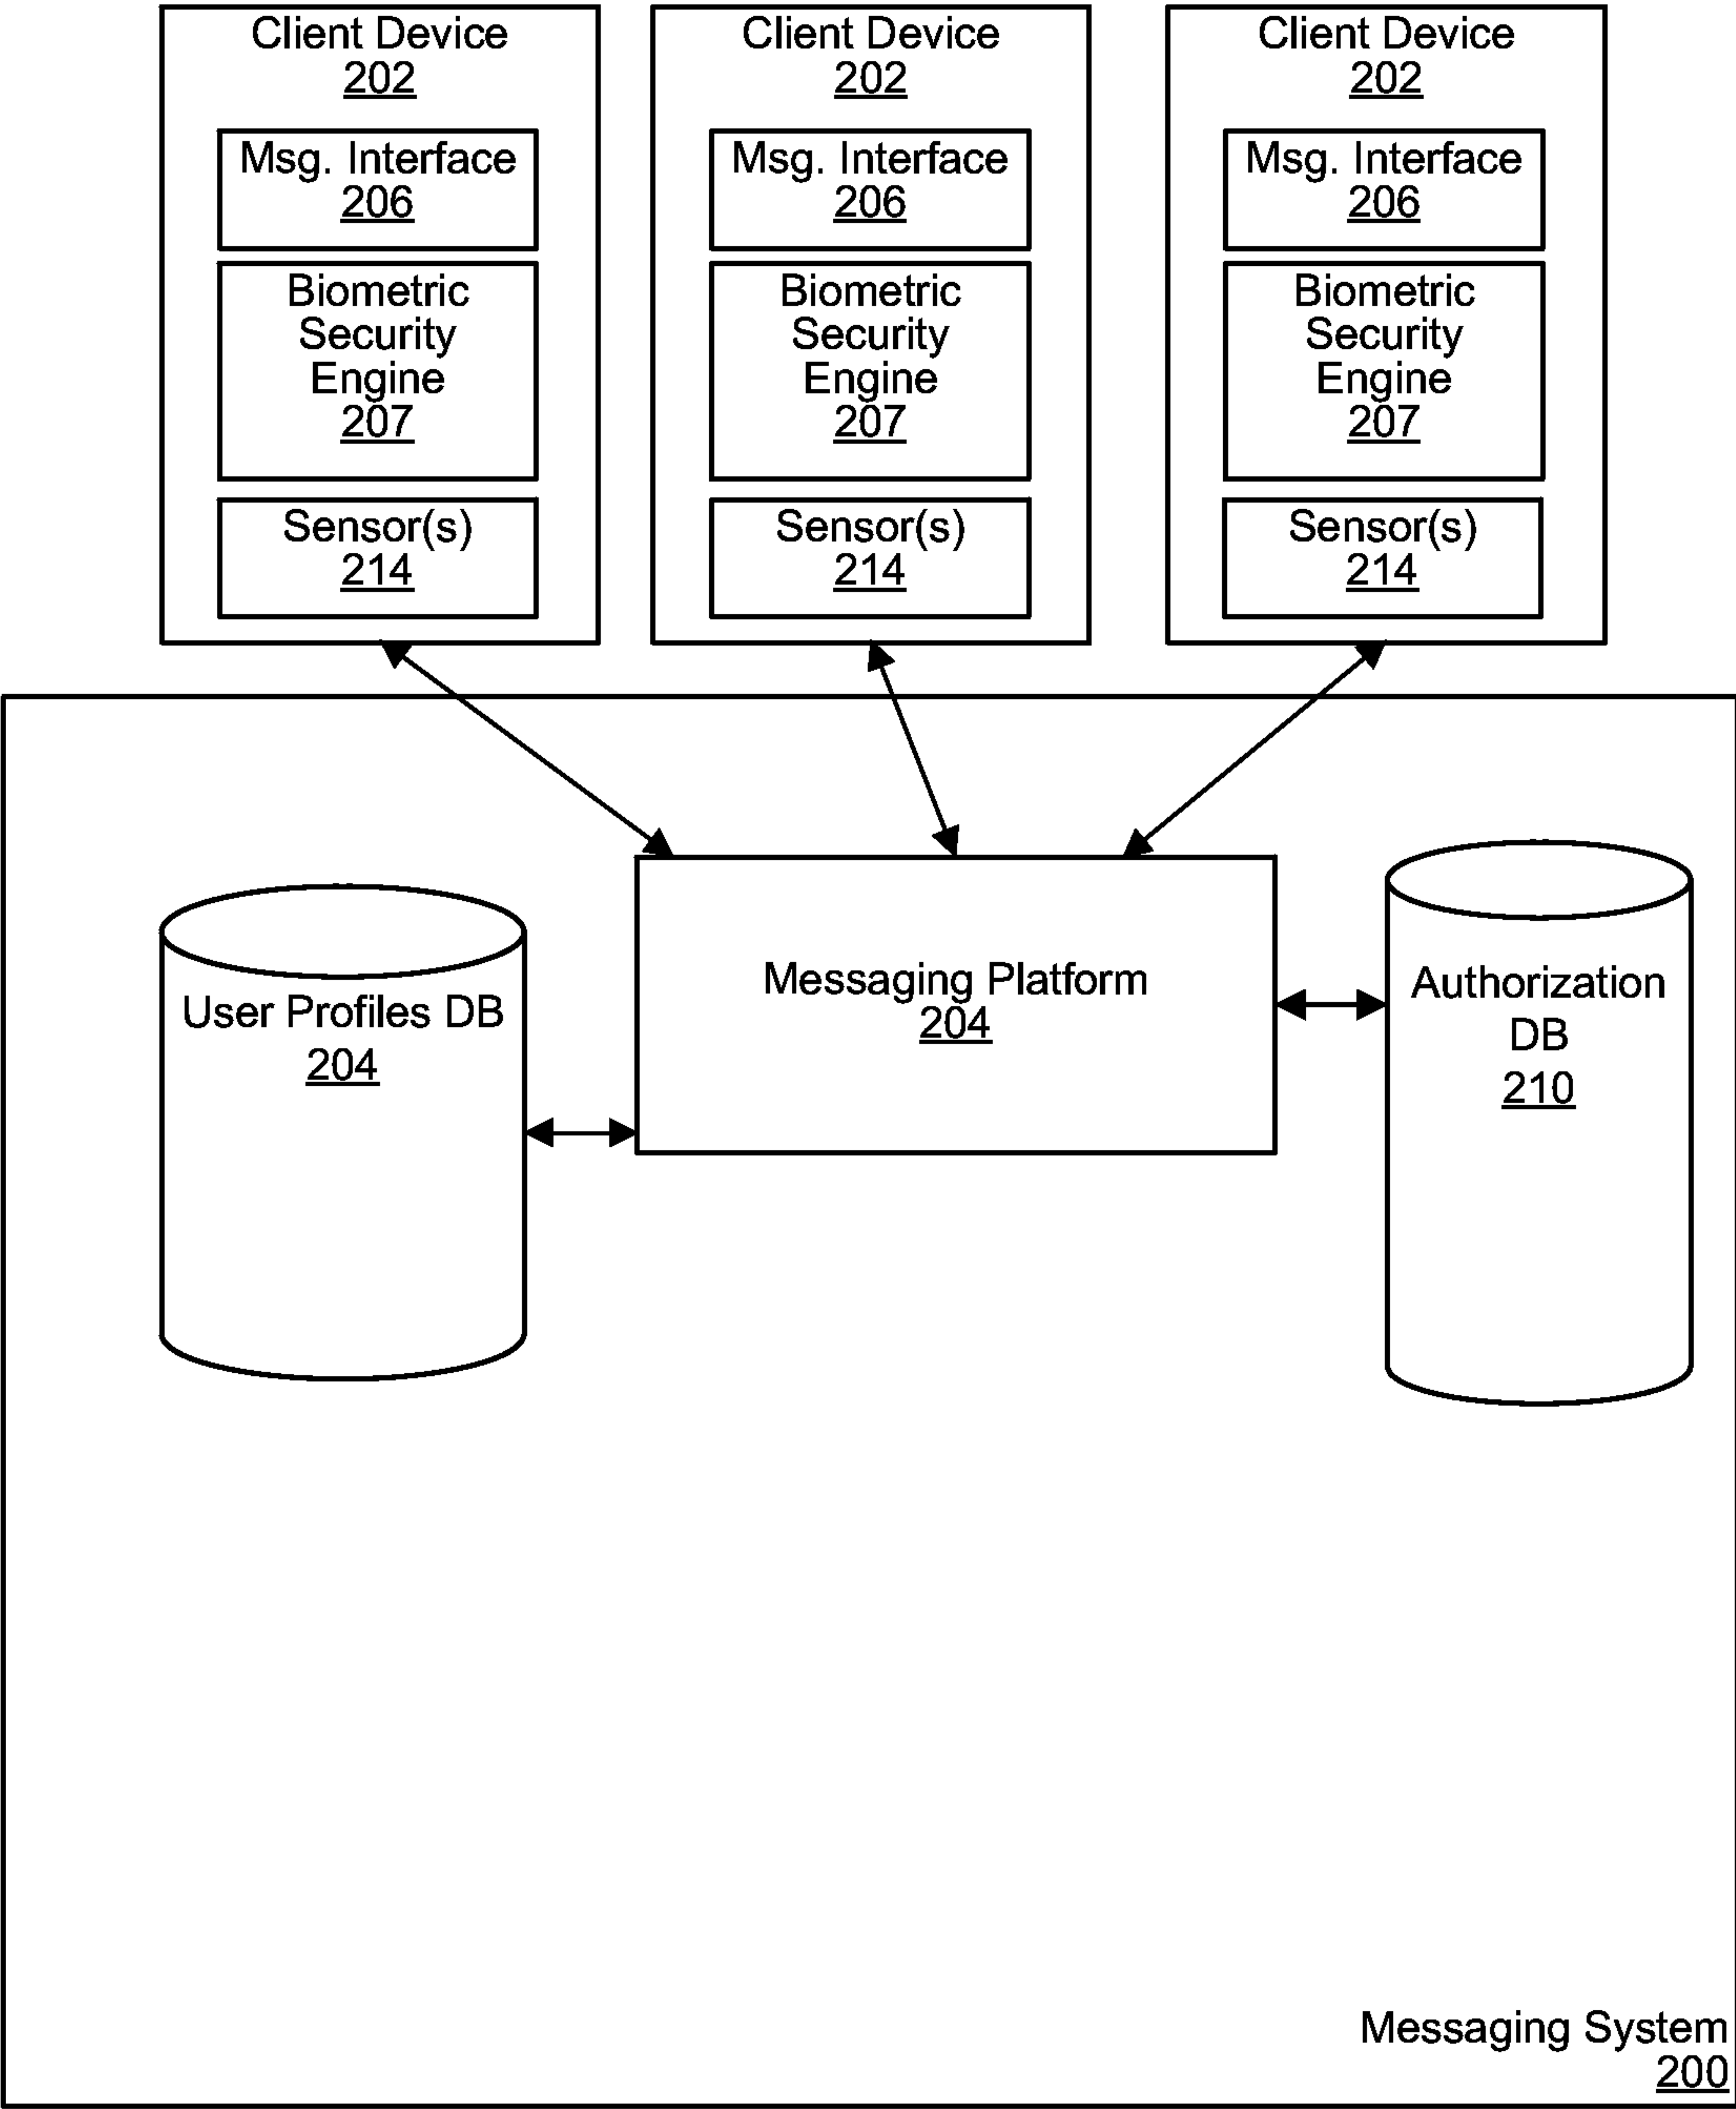 Client Device
202
Msg. Interface
206
Biometric
Security
Engine
207
Sensor(s)
214
Client Device
202
Msg. Interface
206
Biometric
Security
Engine
207
Sensor(s)
214
Client Device
202
Msg. Interface
206
Biometric
Security
Engine
207
Sensor(s)
214
User Profiles DB
204
Messaging Platform
204
Authorization
DB
210
Messaging System
200